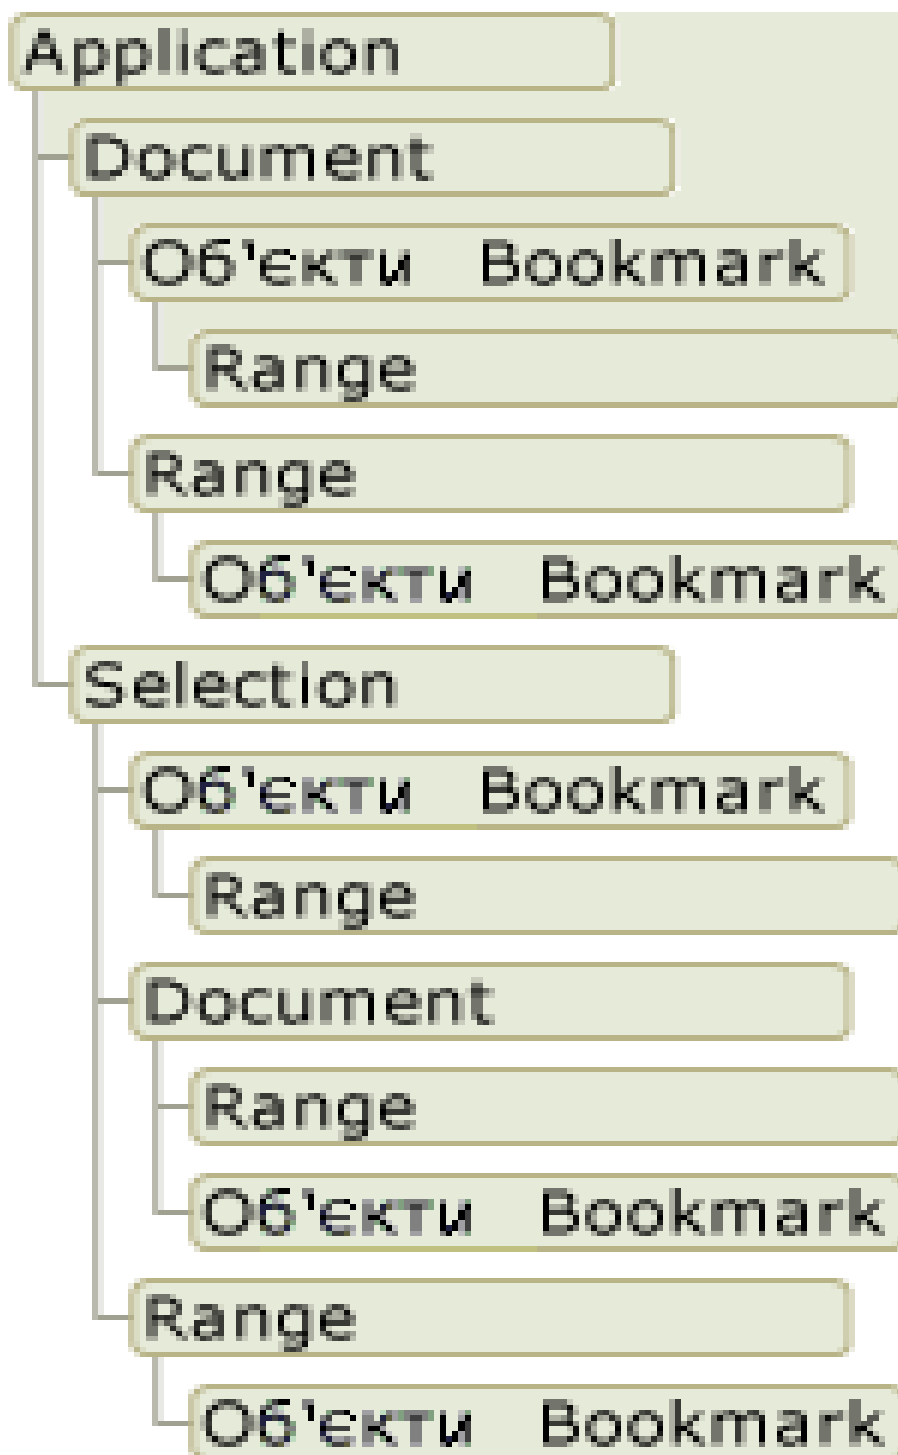 Application
Document
Об'єкти Bookmark
Range
Range
Об'єкти Bookmark
Selection
Об'єкти Bookmark
Range
Document
Range
Об'єкти Bookmark
Range
Об'єкти Bookmark